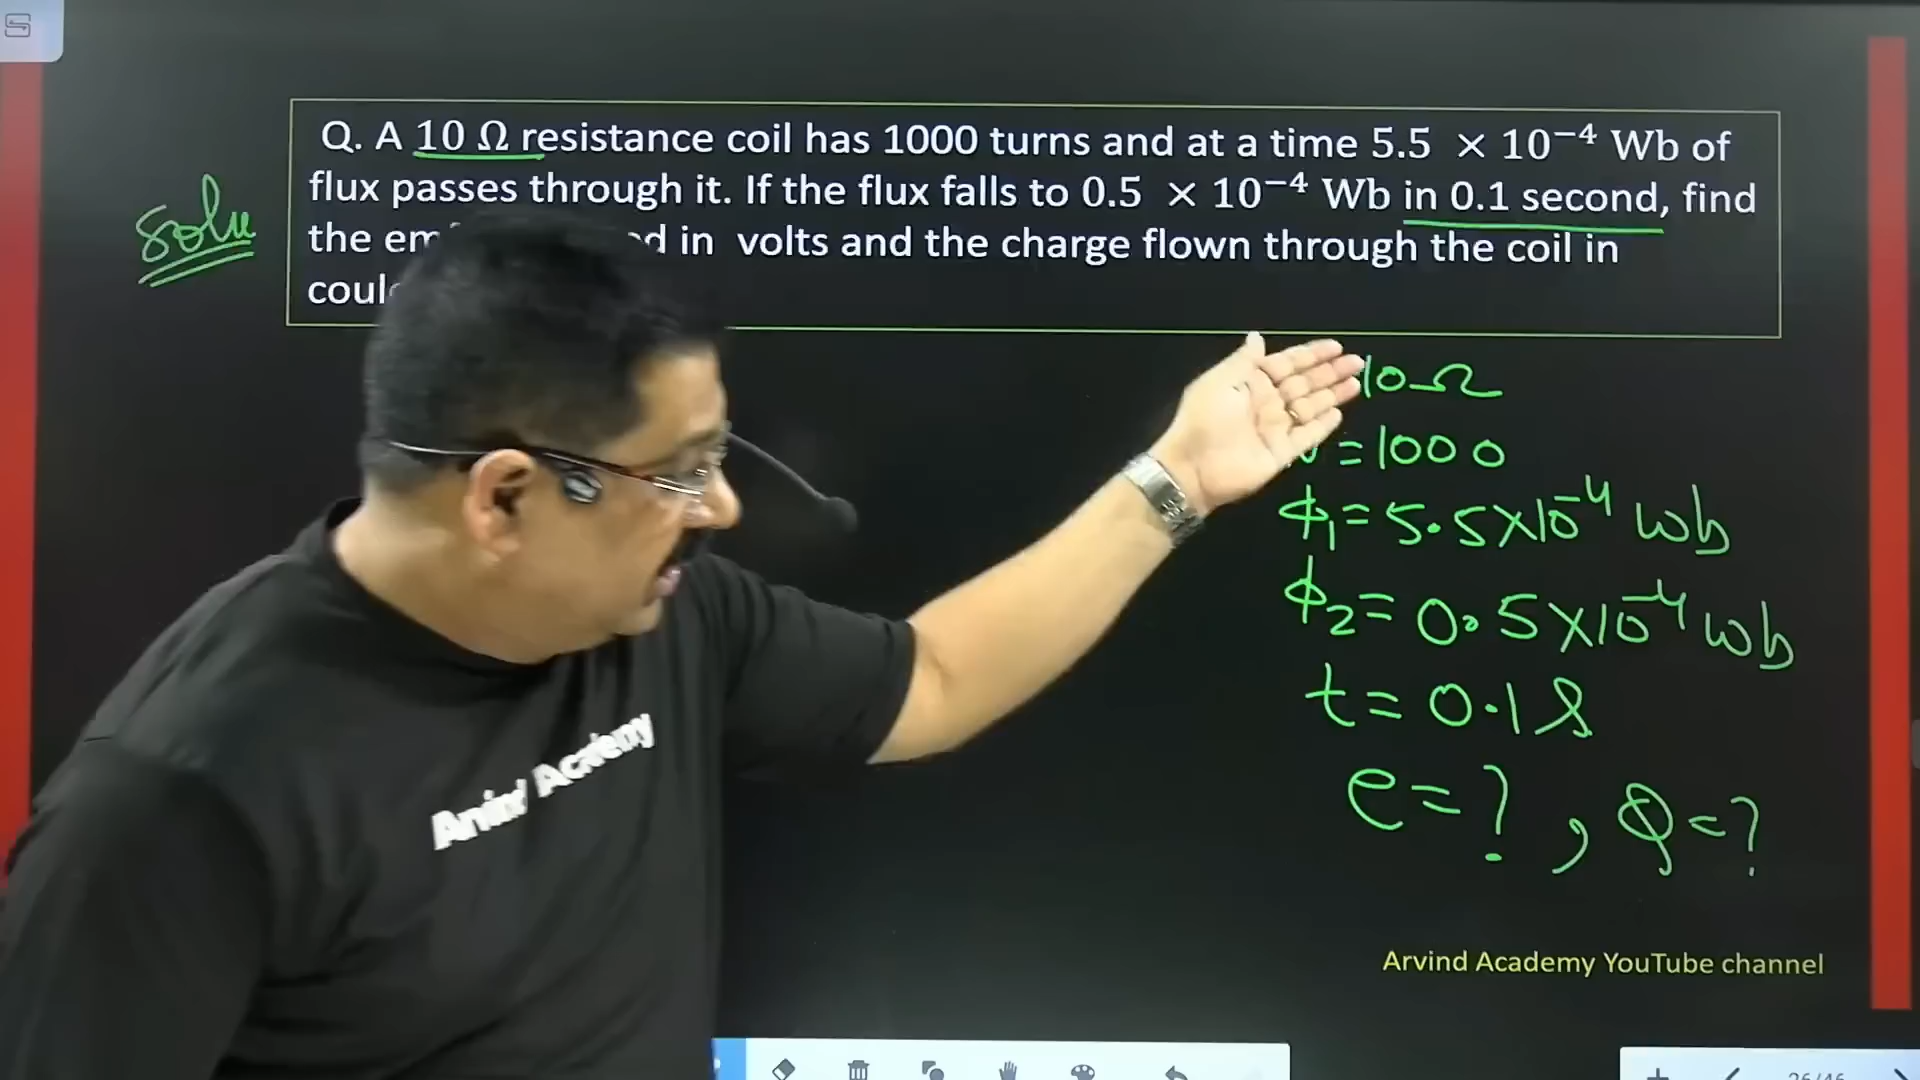 Q. A 10 Ω resistance coil has 1000 turns and at a time 5.5 × 10⁻⁴ Wb of
flux passes through it. If the flux falls to 0.5 × 10⁻⁴ Wb in 0.1 second, find
the in volts and the charge flown through the coil in
Solu
10Ω
= 1000
ϕ₁ = 5.5×10⁻⁴ wb
ϕ₂ = 0.5×10⁻⁴ wb
t = 0.1 s
e = ? , Q = ?
Arvind Academy
Arvind Academy YouTube channel